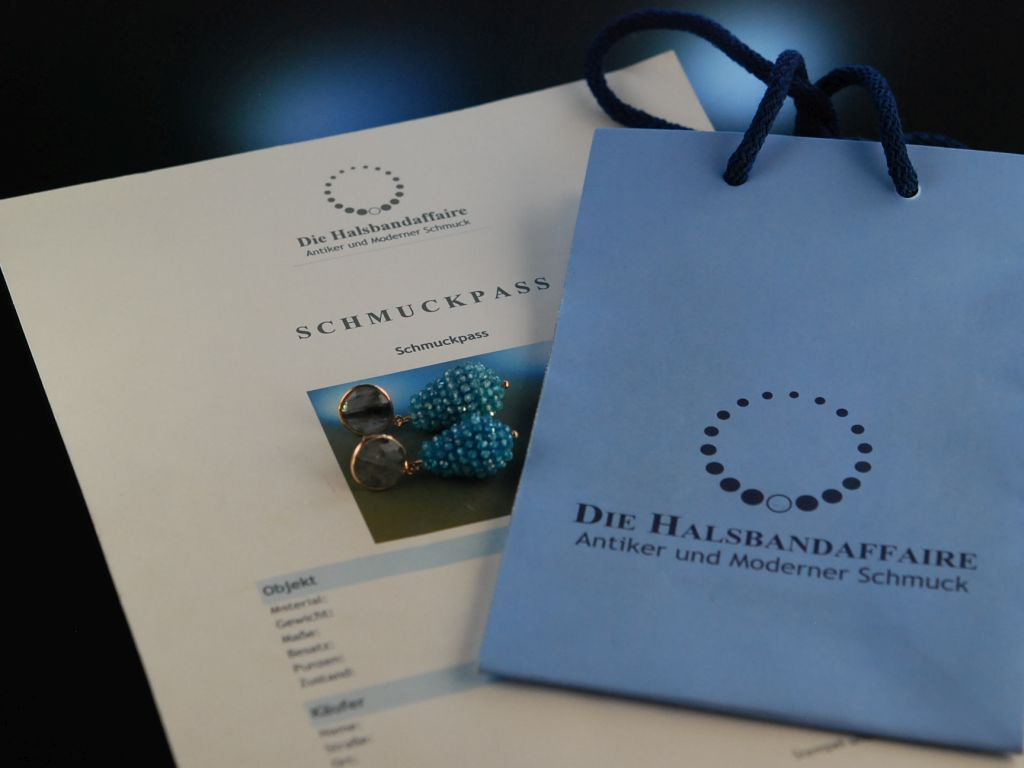 Die Halsbandaffaire
Antiker und Moderner Schmuck
SCHMUCKPASS
Schmuckpass
Objekt
Material:
Gewicht:
Maße:
Besatz:
Punzen:
Zustand:
Käufer
Name:
Straße:
Ort:
DIE HALSBANDAFFAIRE
Antiker und Moderner Schmuck